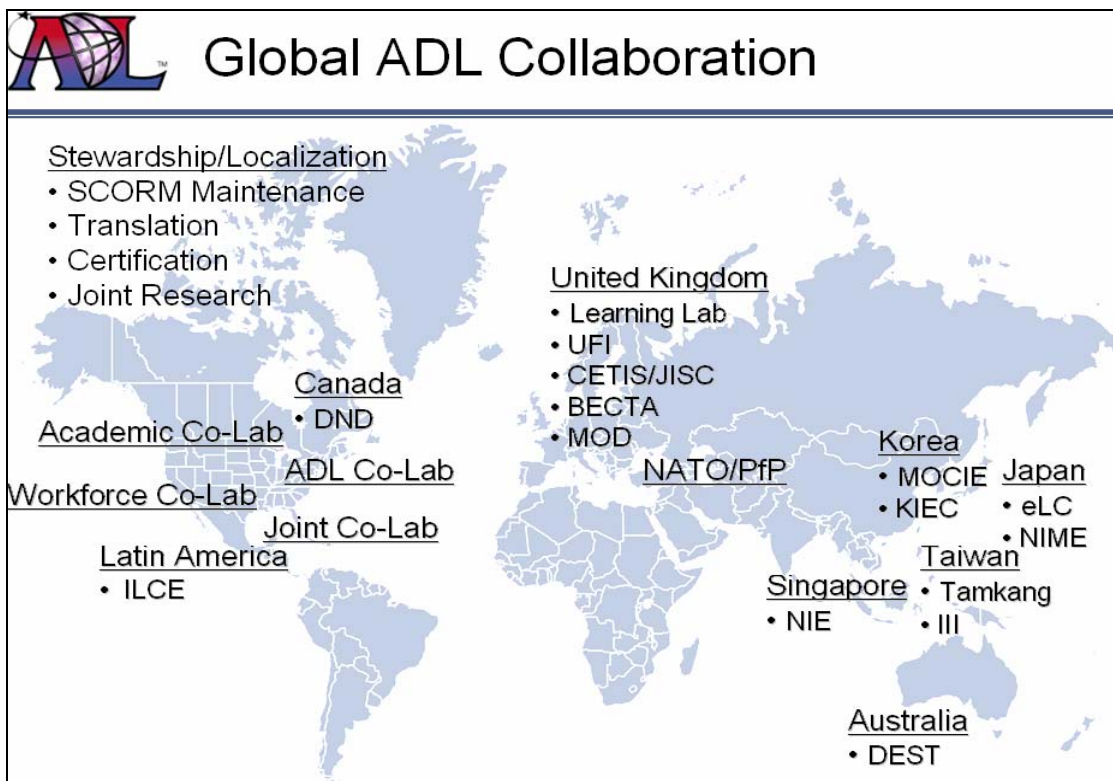 ADL™
Global ADL Collaboration
Stewardship/Localization
• SCORM Maintenance
• Translation
• Certification
• Joint Research
United Kingdom
• Learning Lab
• UFI
• CETIS/JISC
• BECTA
• MOD
Canada
• DND
Academic Co-Lab
ADL Co-Lab
Workforce Co-Lab
Joint Co-Lab
Latin America
• ILCE
NATO/PfP
Korea
• MOCIE
• KIEC
Japan
• eLC
• NIME
Taiwan
• Tamkang
• III
Singapore
• NIE
Australia
• DEST